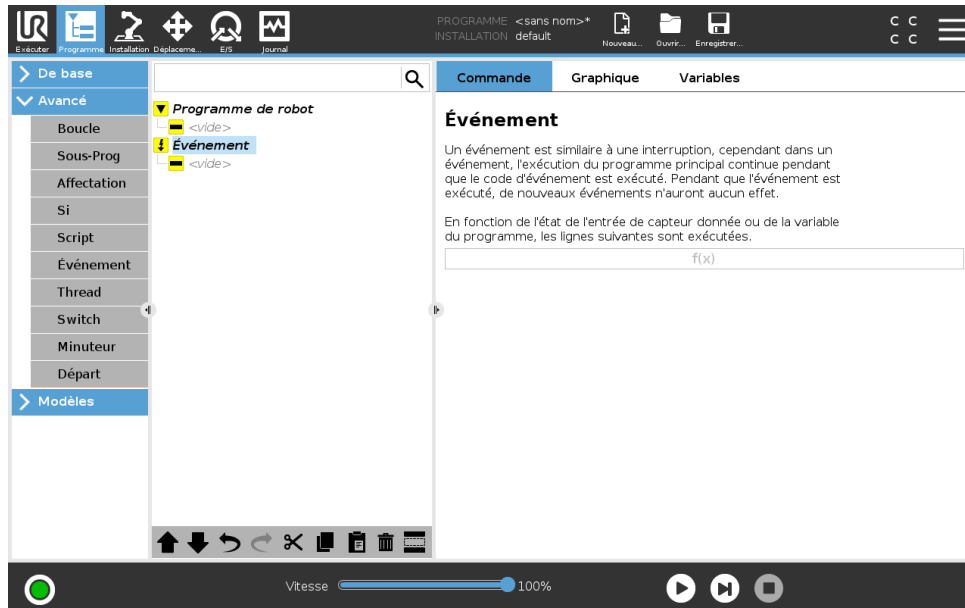 PROGRAMME <sans nom>*
INSTALLATION default
C C
C C
Exécuter Programme Installation Déplaceme... E/S Journal
Nouveau... Ouvrir... Enregistrer...
De base
Avancé
Boucle
Sous-Prog
Affectation
Si
Script
Événement
Thread
Switch
Minuteur
Départ
Modèles
Programme de robot
<vide>
Événement
<vide>
Commande Graphique Variables
Événement
Un événement est similaire à une interruption, cependant dans un
événement, l'exécution du programme principal continue pendant
que le code d'événement est exécuté. Pendant que l'événement est
exécuté, de nouveaux événements n'auront aucun effet.
En fonction de l'état de l'entrée de capteur donnée ou de la variable
du programme, les lignes suivantes sont exécutées.
f(x)
Vitesse 100%